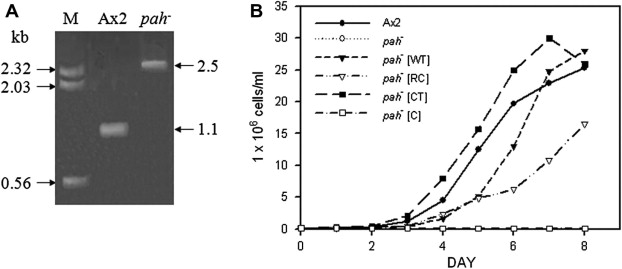 A
M Ax2 pah-
kb
2.32
2.03
0.56
2.5
1.1
B
1 x 10⁶ cells/ml
35
30
25
20
15
10
5
0
Ax2
pah-
pah- [WT]
pah- [RC]
pah- [CT]
pah- [C]
0 2 4 6 8
DAY